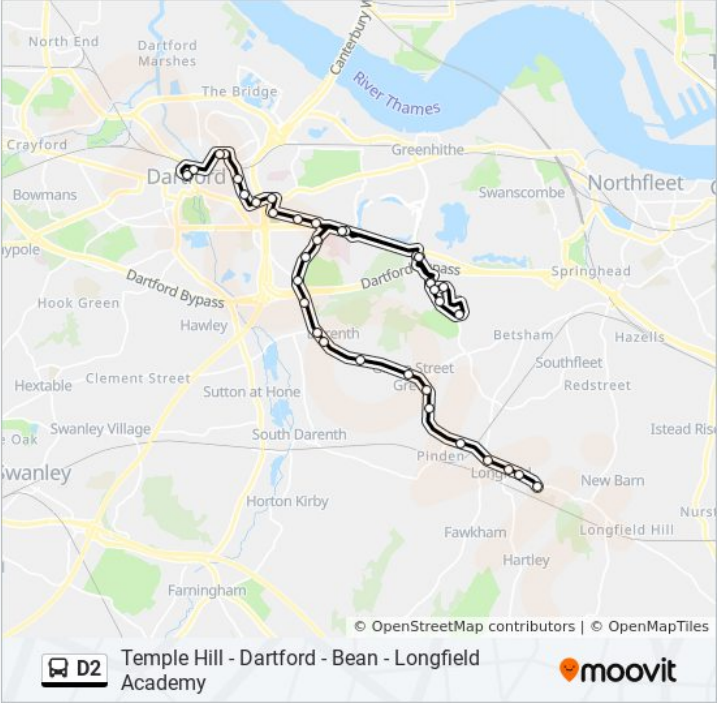 North End
Dartford
Marshes
Canterbury W
The Bridge
River Thames
Crayford
Greenhithe
Dartford
Northfleet
Bowmans
Swanscombe
aypole
Dartford Bypass
Springhead
Dartford Bypass
Hook Green
Hawley
Darenth
Betsham
Hazells
Street
Southfleet
Hextable
Clement Street
Gre
Redstreet
Sutton at Hone
e Oak
Swanley Village
South Darenth
Istead Rise
Pinden
Swanley
Longfield
New Barn
Horton Kirby
Nurst
Fawkham
Longfield Hill
Hartley
Farningham
© OpenStreetMap contributors | © OpenMapTiles
D2
Temple Hill - Dartford - Bean - Longfield
Academy
moovit